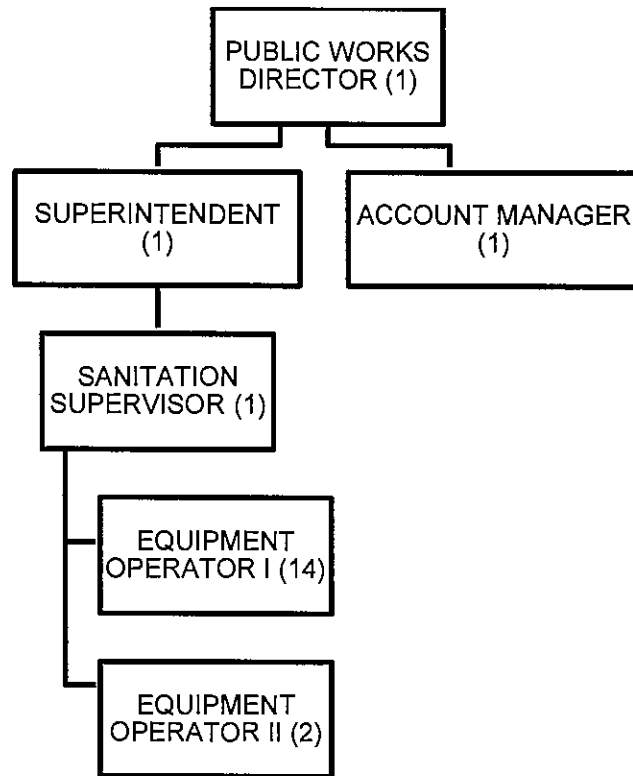 PUBLIC WORKS
DIRECTOR (1)
SUPERINTENDENT
(1)
ACCOUNT MANAGER
(1)
SANITATION
SUPERVISOR (1)
EQUIPMENT
OPERATOR I (14)
EQUIPMENT
OPERATOR II (2)